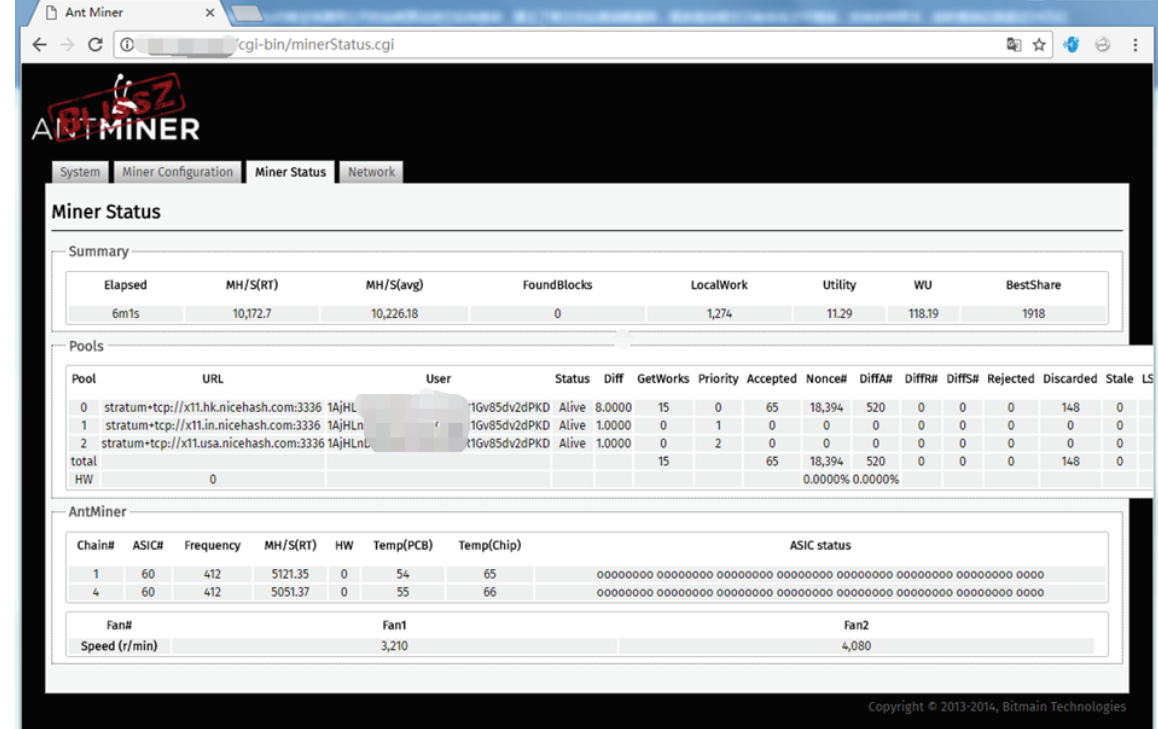 Ant Miner
/cgi-bin/minerStatus.cgi
BLISSZ
ANTMINER
System Miner Configuration Miner Status Network
Miner Status
Summary
Elapsed MH/S(RT) MH/S(avg) FoundBlocks LocalWork Utility WU BestShare
6m1s 10,172.7 10,226.18 0 1,274 11.29 118.19 1918
Pools
Pool URL User Status Diff GetWorks Priority Accepted Nonce# DiffA# DiffR# DiffS# Rejected Discarded Stale LS
0 stratum+tcp://x11.hk.nicehash.com:3336 1AjHL 1Gv85dv2dPKD Alive 8.0000 15 0 65 18,394 520 0 0 0 148 0
1 stratum+tcp://x11.in.nicehash.com:3336 1AjHLn 1Gv85dv2dPKD Alive 1.0000 0 1 0 0 0 0 0 0 0 0
2 stratum+tcp://x11.usa.nicehash.com:3336 1AjHLn 1Gv85dv2dPKD Alive 1.0000 0 2 0 0 0 0 0 0 0 0
total 15 65 18,394 520 0 0 0 148 0
HW 0 0.0000% 0.0000%
AntMiner
Chain# ASIC# Frequency MH/S(RT) HW Temp(PCB) Temp(Chip) ASIC status
1 60 412 5121.35 0 54 65 oooooooo oooooooo oooooooo oooooooo oooooooo oooooooo oooooooo oooo
4 60 412 5051.37 0 55 66 oooooooo oooooooo oooooooo oooooooo oooooooo oooooooo oooooooo oooo
Fan# Fan1 Fan2
Speed (r/min) 3,210 4,080
Copyright © 2013-2014, Bitmain Technologies